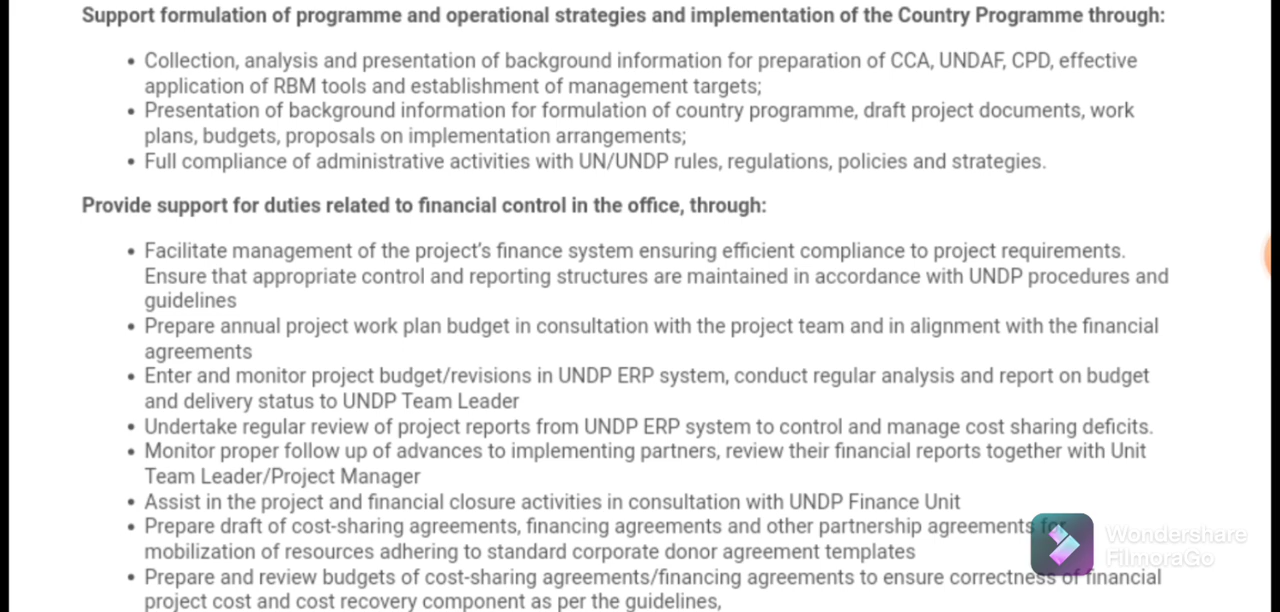 Support formulation of programme and operational strategies and implementation of the Country Programme through:
• Collection, analysis and presentation of background information for preparation of CCA, UNDAF, CPD, effective
application of RBM tools and establishment of management targets;
• Presentation of background information for formulation of country programme, draft project documents, work
plans, budgets, proposals on implementation arrangements;
• Full compliance of administrative activities with UN/UNDP rules, regulations, policies and strategies.
Provide support for duties related to financial control in the office, through:
• Facilitate management of the project's finance system ensuring efficient compliance to project requirements.
Ensure that appropriate control and reporting structures are maintained in accordance with UNDP procedures and
guidelines
• Prepare annual project work plan budget in consultation with the project team and in alignment with the financial
agreements
• Enter and monitor project budget/revisions in UNDP ERP system, conduct regular analysis and report on budget
and delivery status to UNDP Team Leader
• Undertake regular review of project reports from UNDP ERP system to control and manage cost sharing deficits.
• Monitor proper follow up of advances to implementing partners, review their financial reports together with Unit
Team Leader/Project Manager
• Assist in the project and financial closure activities in consultation with UNDP Finance Unit
• Prepare draft of cost-sharing agreements, financing agreements and other partnership agreements for
mobilization of resources adhering to standard corporate donor agreement templates
• Prepare and review budgets of cost-sharing agreements/financing agreements to ensure correctness of financial
project cost and cost recovery component as per the guidelines,
Wondershare
FilmoraGo